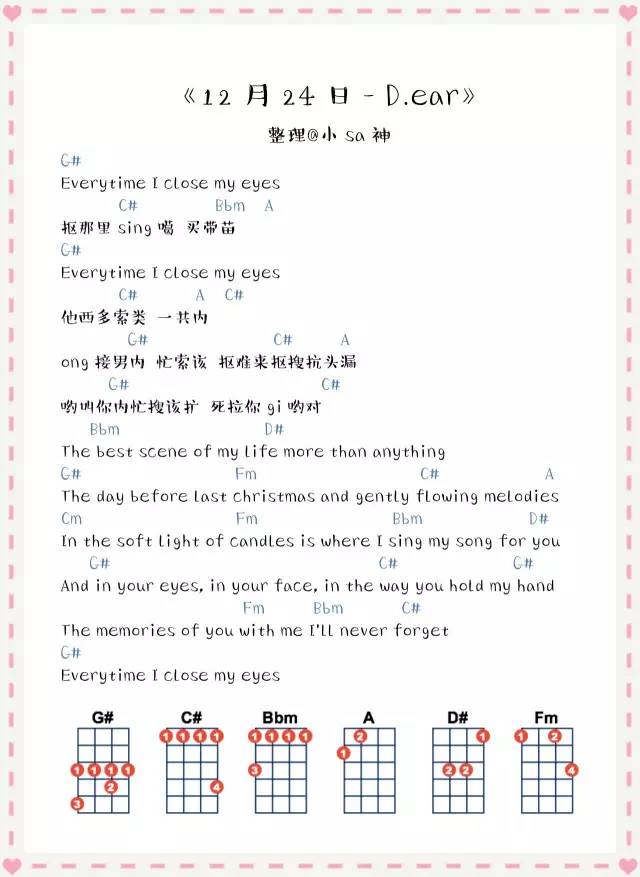 《12 月 24 日 - D.ear》
整理@小 sa 神
G#
Everytime I close my eyes
C# Bbm A
抠那里 sing 噶 买带苗
G#
Everytime I close my eyes
C# A C#
他西多索类 一共内
G# C# A
ong 接男内 忙索该 抠难来抠搜抗头漏
G# C#
哟叫你内忙搜该扩 死拉你 gi 哟对
Bbm D#
The best scene of my life more than anything
G# Fm C# A
The day before last christmas and gently flowing melodies
Cm Fm Bbm D#
In the soft light of candles is where I sing my song for you
G# C# G#
And in your eyes, in your face, in the way you hold my hand
Fm Bbm C#
The memories of you with me I'll never forget
G#
Everytime I close my eyes
G# C# Bbm A D# Fm
1 1 1 1 2 3
1 1 1 1 4
1 1 1 1 3
2 1
1 2 2
1 2 4